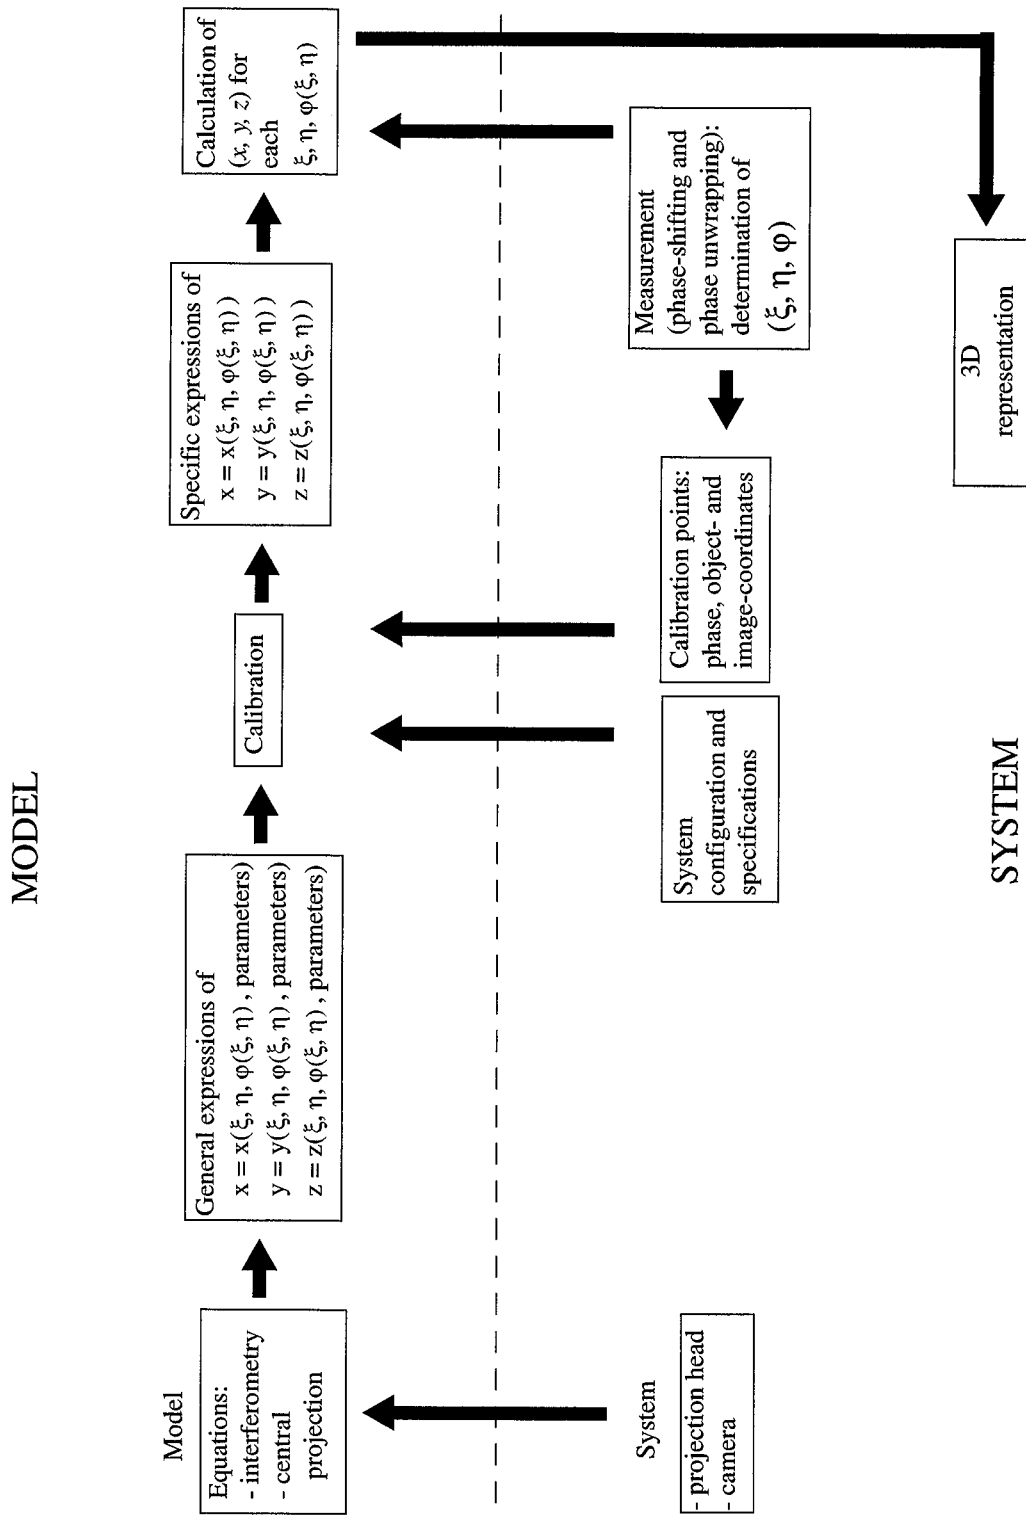 MODEL
Model
Equations:
- interferometry
- central
projection
General expressions of
x = x(ξ, η, φ(ξ, η), parameters)
y = y(ξ, η, φ(ξ, η), parameters)
z = z(ξ, η, φ(ξ, η), parameters)
Calibration
Specific expressions of
x = x(ξ, η, φ(ξ, η))
y = y(ξ, η, φ(ξ, η))
z = z(ξ, η, φ(ξ, η))
Calculation of
(x, y, z) for
each
ξ, η, φ(ξ, η)
System
- projection head
- camera
System
configuration and
specifications
Calibration points:
phase, object- and
image-coordinates
Measurement
(phase-shifting and
phase unwrapping):
determination of
(ξ, η, φ)
3D
representation
SYSTEM